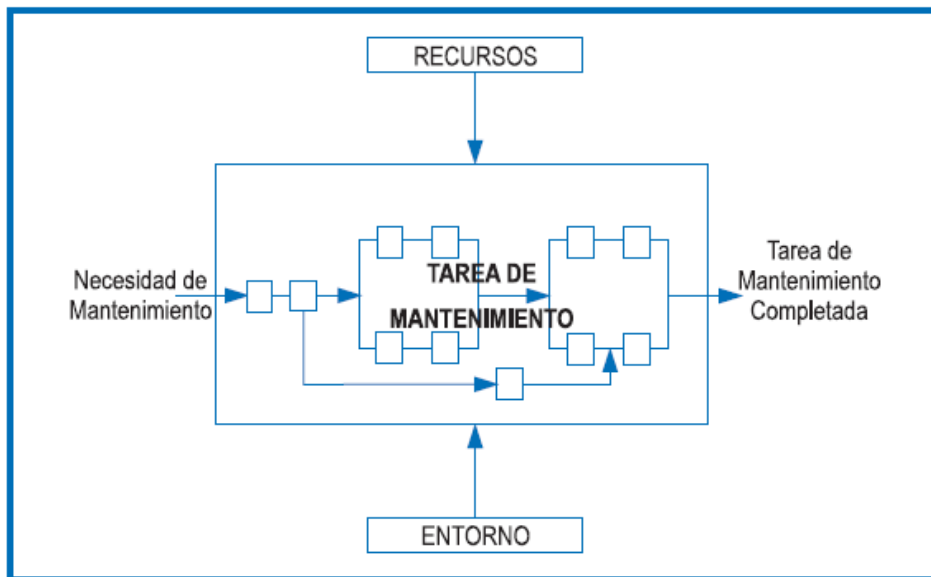 RECURSOS
Necesidad de
Mantenimiento
TAREA DE
MANTENIMIENTO
Tarea de
Mantenimiento
Completada
ENTORNO